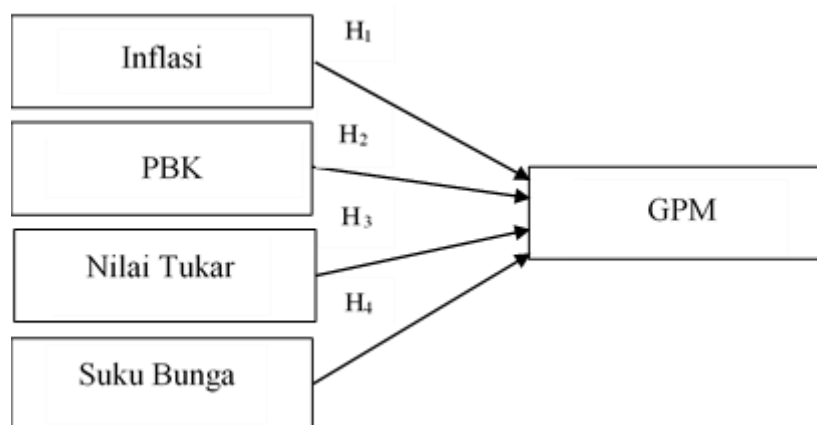 H₁
Inflasi
H₂
PBK
GPM
H₃
Nilai Tukar
H₄
Suku Bunga